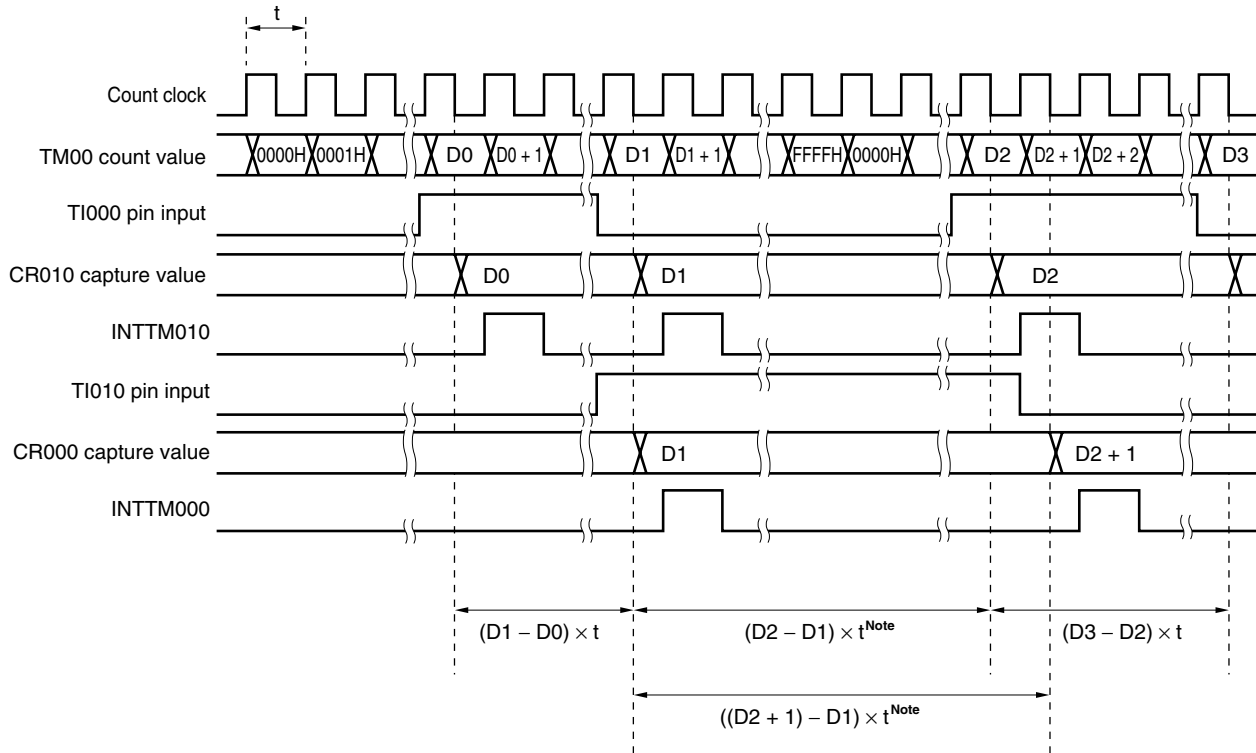 t
Count clock
TM00 count value
0000H 0001H D0 D0 + 1 D1 D1 + 1 FFFFH 0000H D2 D2 + 1 D2 + 2 D3
TI000 pin input
CR010 capture value
D0 D1 D2
INTTM010
TI010 pin input
CR000 capture value
D1 D2 + 1
INTTM000
(D1 − D0) × t (D2 − D1) × t Note (D3 − D2) × t
((D2 + 1) − D1) × t Note